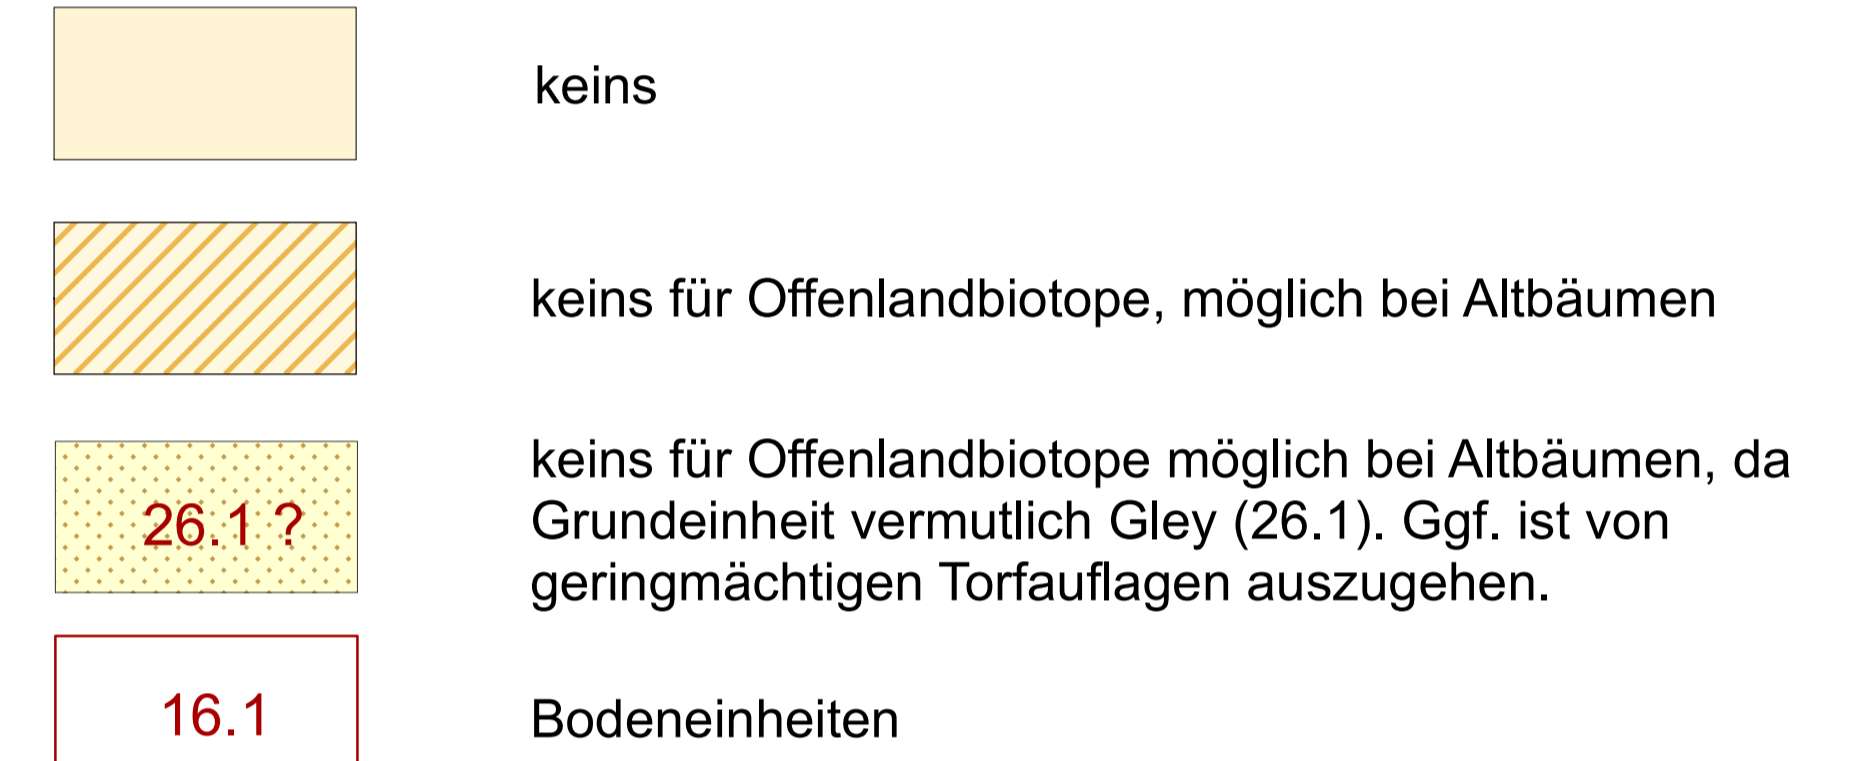 keins
keins für Offenlandbiotope, möglich bei Altbäumen
26.1 ?
keins für Offenlandbiotope möglich bei Altbäumen, da
Grundeinheit vermutlich Gley (26.1). Ggf. ist von
geringmächtigen Torfauflagen auszugehen.
16.1
Bodeneinheiten